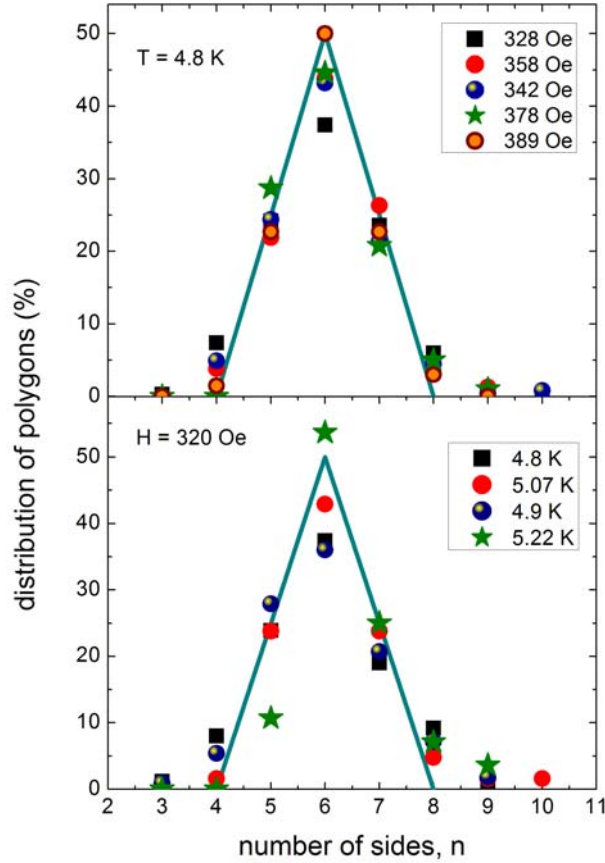 T = 4.8 K
328 Oe
358 Oe
342 Oe
378 Oe
389 Oe
50
40
30
20
10
0
H = 320 Oe
4.8 K
5.07 K
4.9 K
5.22 K
50
40
30
20
10
0
distribution of polygons (%)
2 3 4 5 6 7 8 9 10 11
number of sides, n